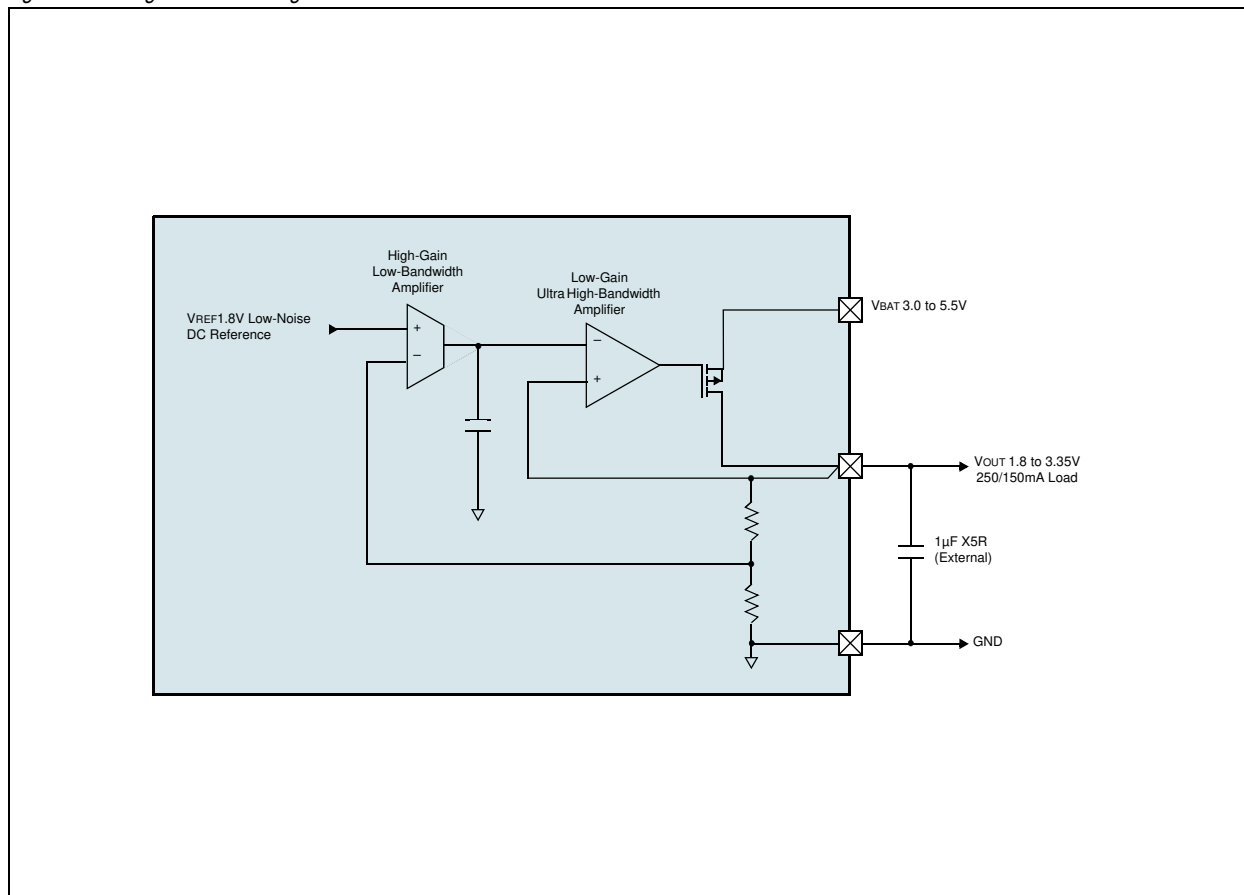 High-Gain
Low-Bandwidth
Amplifier
Low-Gain
Ultra High-Bandwidth
Amplifier
VREF1.8V Low-Noise
DC Reference
+
−
−
+
VBAT 3.0 to 5.5V
VOUT 1.8 to 3.35V
250/150mA Load
1µF X5R
(External)
GND